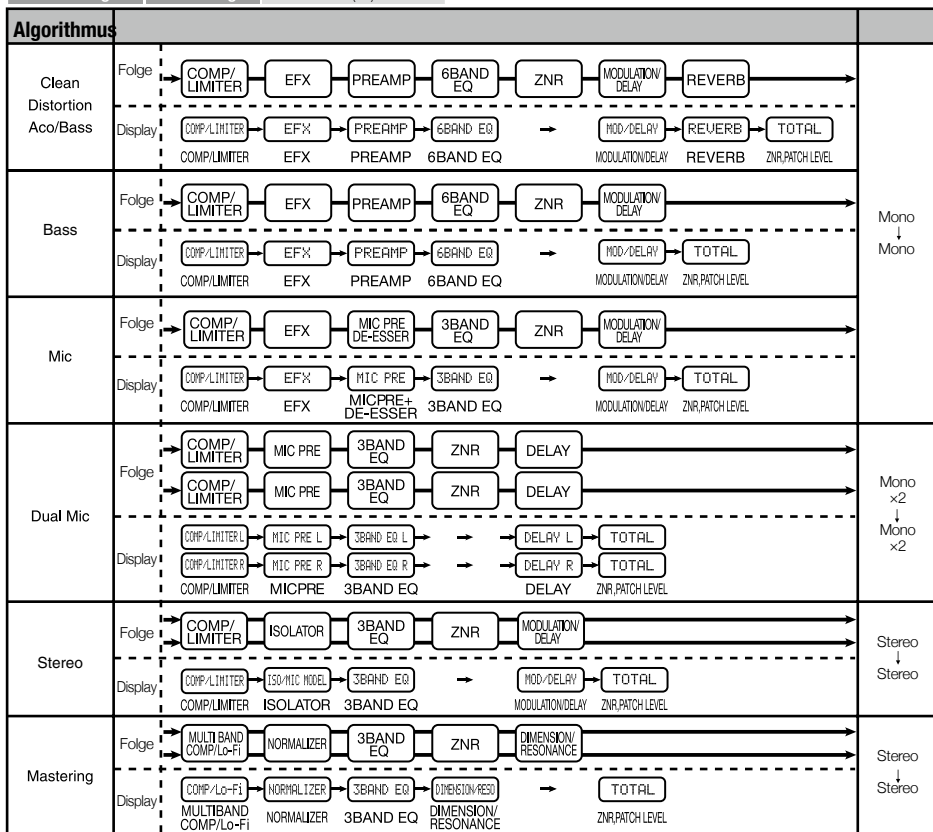 Algorithmus
Clean
Distortion
Aco/Bass
Folge
COMP/
LIMITER
EFX
PREAMP
6BAND
EQ
ZNR
MODULATION/
DELAY
REVERB
Display
COMP/LIMITER
EFX
PREAMP
6BAND EQ
MOD/DELAY
REVERB
TOTAL
COMP/LIMITER
EFX
PREAMP
6BAND EQ
MODULATION/DELAY
REVERB
ZNR,PATCH LEVEL
Bass
Folge
COMP/
LIMITER
EFX
PREAMP
6BAND
EQ
ZNR
MODULATION/
DELAY
Display
COMP/LIMITER
EFX
PREAMP
6BAND EQ
MOD/DELAY
TOTAL
COMP/LIMITER
EFX
PREAMP
6BAND EQ
MODULATION/DELAY
ZNR,PATCH LEVEL
Mic
Folge
COMP/
LIMITER
EFX
MIC PRE
DE-ESSER
3BAND
EQ
ZNR
MODULATION/
DELAY
Display
COMP/LIMITER
EFX
MIC PRE
3BAND EQ
MOD/DELAY
TOTAL
COMP/LIMITER
EFX
MICPRE+
DE-ESSER
3BAND EQ
MODULATION/DELAY
ZNR,PATCH LEVEL
Mono
↓
Mono
Dual Mic
Folge
COMP/
LIMITER
MIC PRE
3BAND
EQ
ZNR
DELAY
COMP/
LIMITER
MIC PRE
3BAND
EQ
ZNR
DELAY
Display
COMP/LIMITER L
MIC PRE L
3BAND EQ L
DELAY L
TOTAL
COMP/LIMITER R
MIC PRE R
3BAND EQ R
DELAY R
TOTAL
COMP/LIMITER
MICPRE
3BAND EQ
DELAY
ZNR,PATCH LEVEL
Mono
×2
↓
Mono
×2
Stereo
Folge
COMP/
LIMITER
ISOLATOR
3BAND
EQ
ZNR
MODULATION/
DELAY
Display
COMP/LIMITER
ISO/MIC MODEL
3BAND EQ
MOD/DELAY
TOTAL
COMP/LIMITER
ISOLATOR
3BAND EQ
MODULATION/DELAY
ZNR,PATCH LEVEL
Stereo
↓
Stereo
Mastering
Folge
MULTI BAND
COMP/Lo-Fi
NORMALIZER
3BAND
EQ
ZNR
DIMENSION/
RESONANCE
Display
COMP/Lo-Fi
NORMALIZER
3BAND EQ
DIMENSION/RESO
TOTAL
MULTIBAND
COMP/Lo-Fi
NORMALIZER
3BAND EQ
DIMENSION/
RESONANCE
ZNR,PATCH LEVEL
Stereo
↓
Stereo